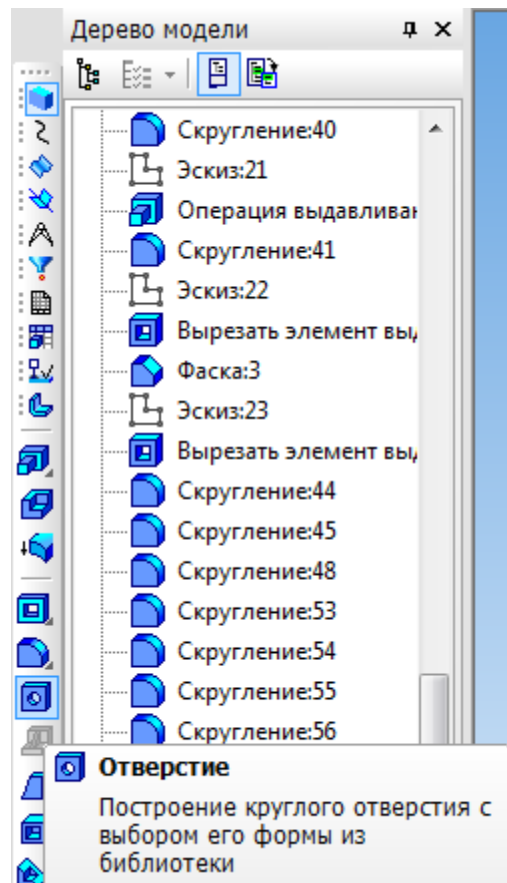 Дерево модели
Скругление:40
Эскиз:21
Операция выдавливан
Скругление:41
Эскиз:22
Вырезать элемент выд
Фаска:3
Эскиз:23
Вырезать элемент выд
Скругление:44
Скругление:45
Скругление:48
Скругление:53
Скругление:54
Скругление:55
Скругление:56
Отверстие
Построение круглого отверстия с
выбором его формы из
библиотеки